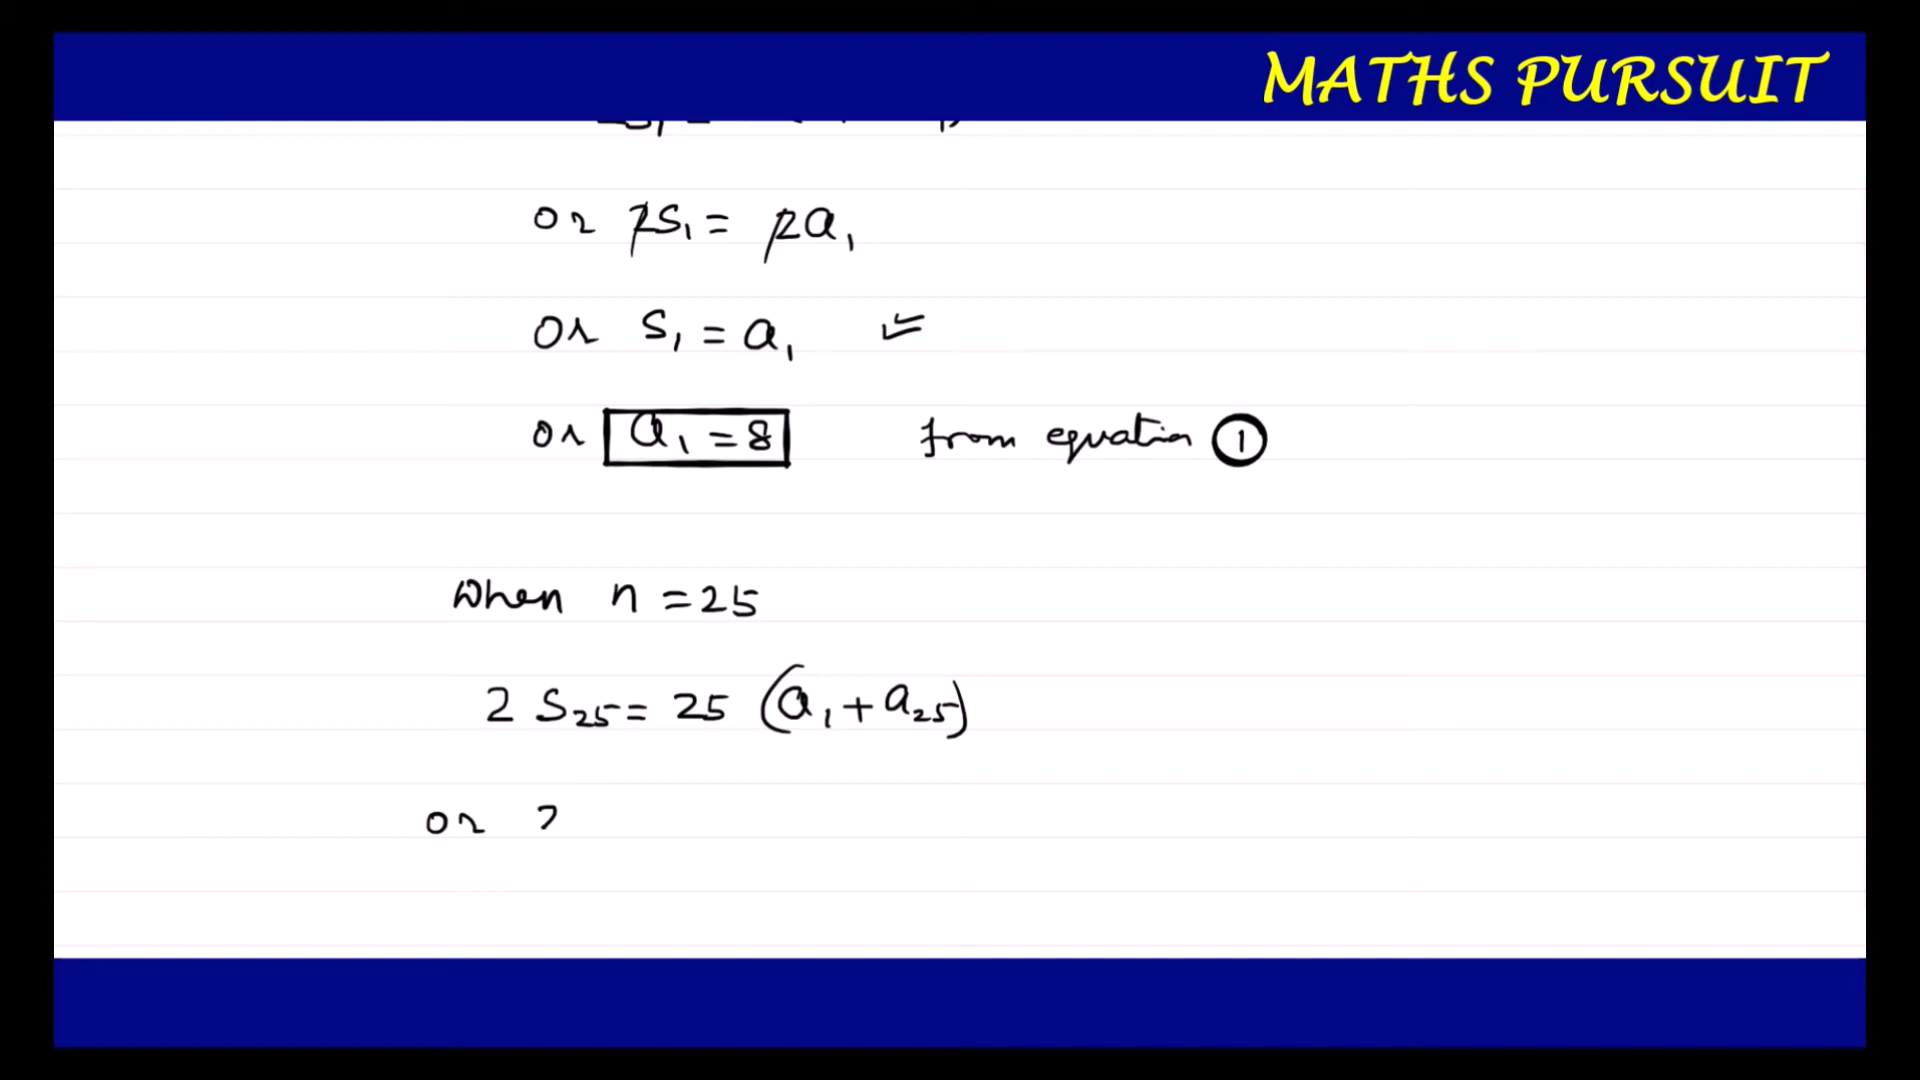 MATHS PURSUIT
or 2S₁ = 2a₁
or S₁ = a₁
or a₁ = 8 from equation ①
When n = 25
2 S₂₅ = 25 (a₁ + a₂₅)
or 2